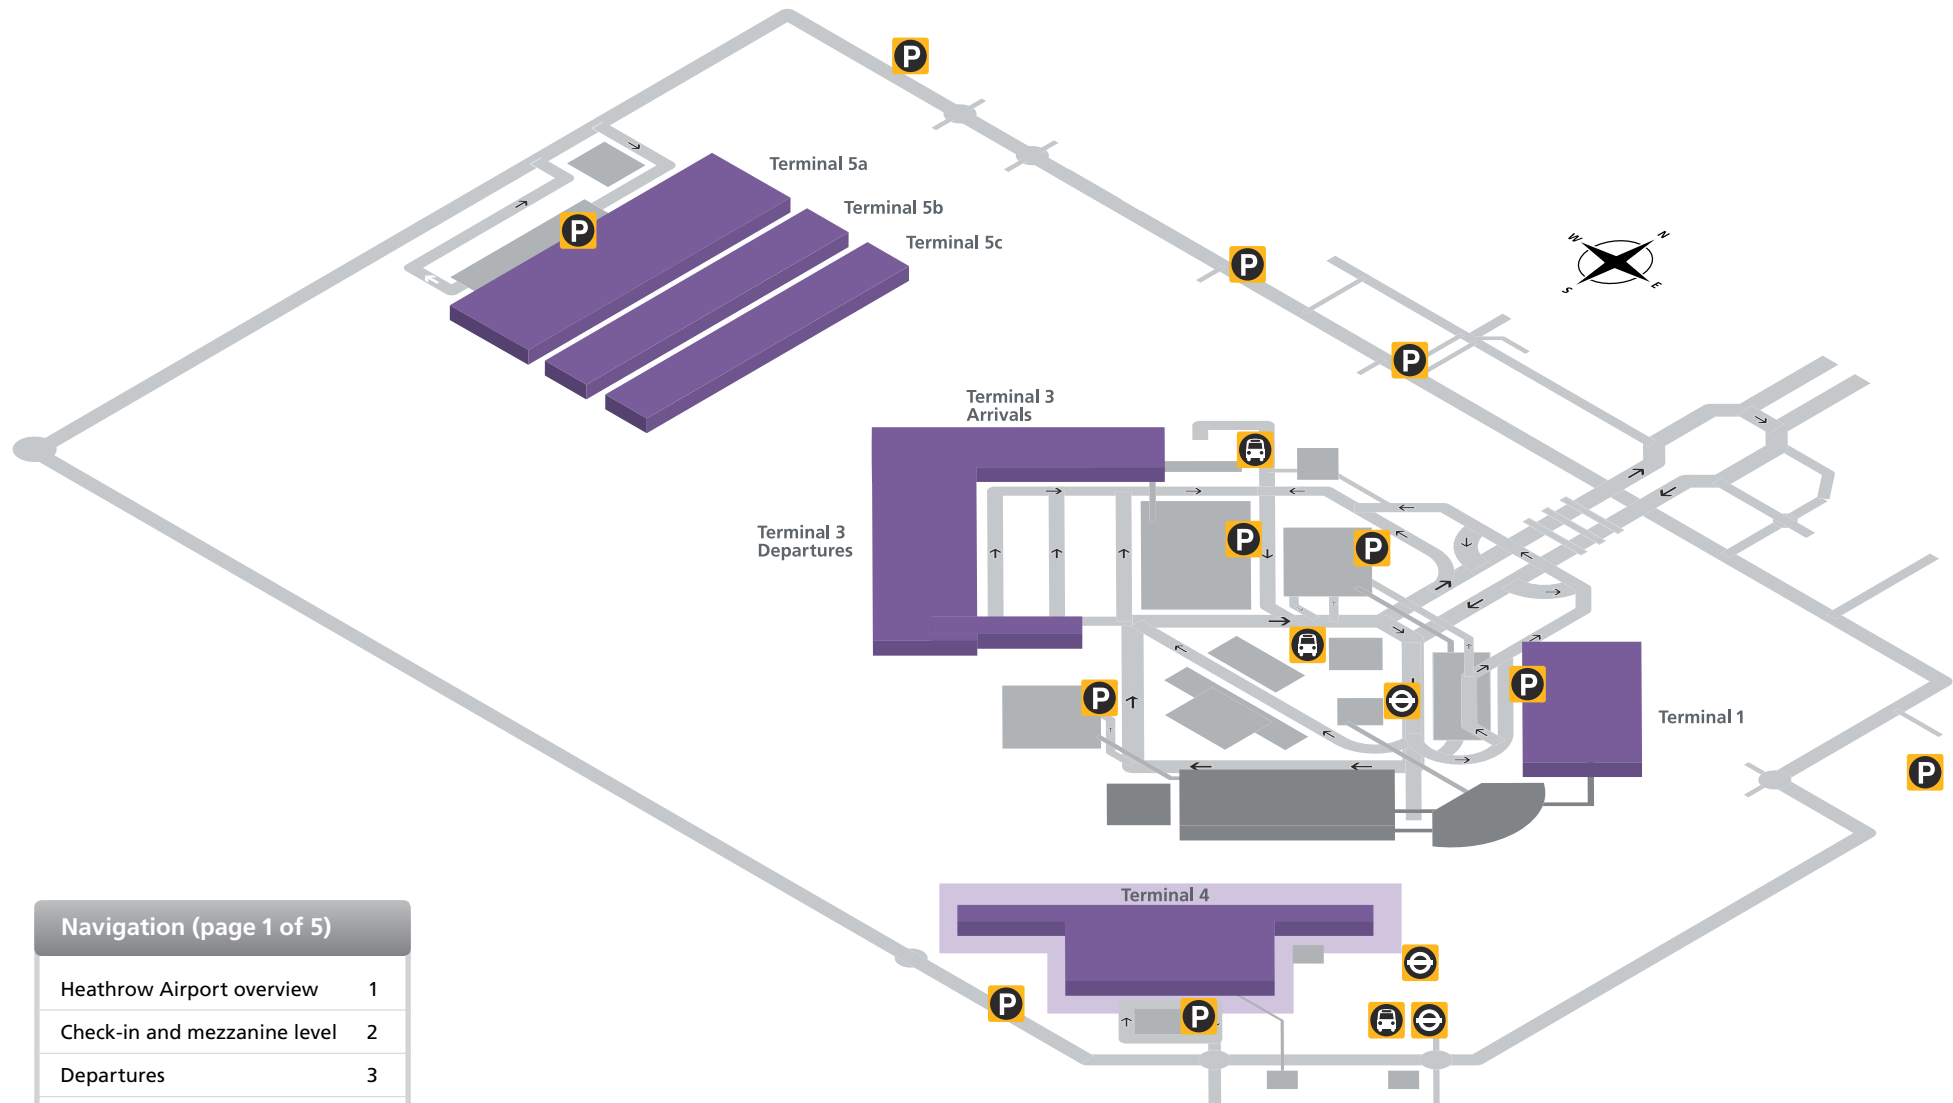 P
P
Terminal 5a
Terminal 5b
Terminal 5c
P
P
W
N
S
E
Terminal 3
Arrivals
Terminal 3
Departures
P
P
P
P
Terminal 1
P
Terminal 4
P
P
Navigation (page 1 of 5)
Heathrow Airport overview 1
Check-in and mezzanine level 2
Departures 3